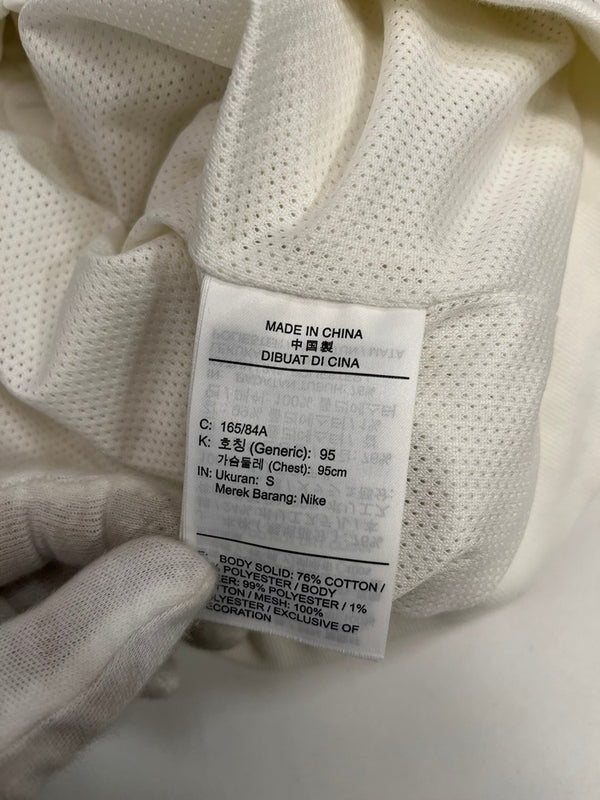 MADE IN CHINA
中国製
DIBUAT DI CINA
C: 165/84A
K: 호칭 (Generic): 95
가슴둘레 (Chest): 95cm
IN: Ukuran: S
Merek Barang: Nike
BODY SOLID: 76% COTTON /
POLYESTER / BODY
99% POLYESTER / 1%
/ MESH: 100%
/ EXCLUSIVE OF